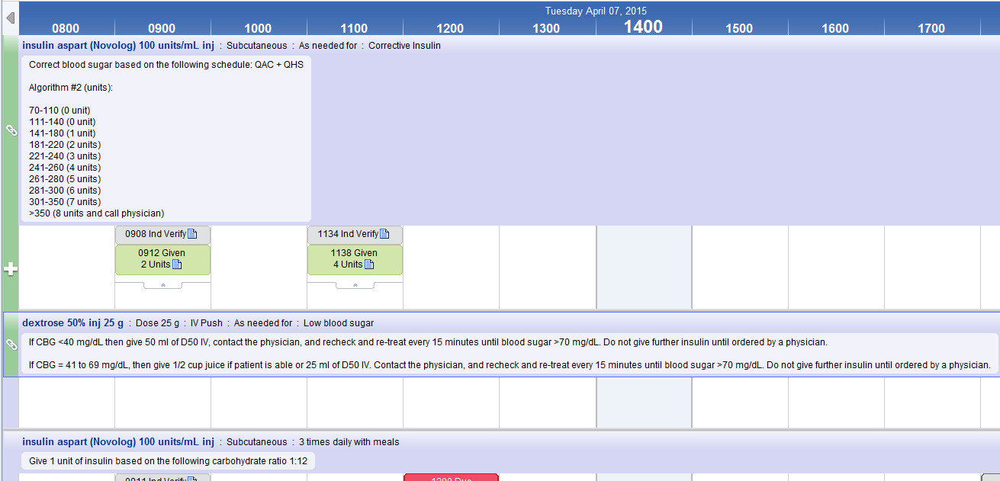 Tuesday April 07, 2015
0800 0900 1000 1100 1200 1300 1400 1500 1600 1700
insulin aspart (Novolog) 100 units/mL inj : Subcutaneous : As needed for : Corrective Insulin
Correct blood sugar based on the following schedule: QAC + QHS
Algorithm #2 (units):
70-110 (0 unit)
111-140 (0 unit)
141-180 (1 unit)
181-220 (2 units)
221-240 (3 units)
241-260 (4 units)
261-280 (5 units)
281-300 (6 units)
301-350 (7 units)
>350 (8 units and call physician)
0908 Ind Verify 1134 Ind Verify
0912 Given 1138 Given
2 Units 4 Units
dextrose 50% inj 25 g : Dose 25 g : IV Push : As needed for : Low blood sugar
If CBG <40 mg/dL then give 50 ml of D50 IV, contact the physician, and recheck and re-treat every 15 minutes until blood sugar >70 mg/dL. Do not give further insulin until ordered by a physician.
If CBG = 41 to 69 mg/dL, then give 1/2 cup juice if patient is able or 25 ml of D50 IV. Contact the physician, and recheck and re-treat every 15 minutes until blood sugar >70 mg/dL. Do not give further insulin until ordered by a physician.
insulin aspart (Novolog) 100 units/mL inj : Subcutaneous : 3 times daily with meals
Give 1 unit of insulin based on the following carbohydrate ratio 1:12
0911 Ind Verify 1200 Due